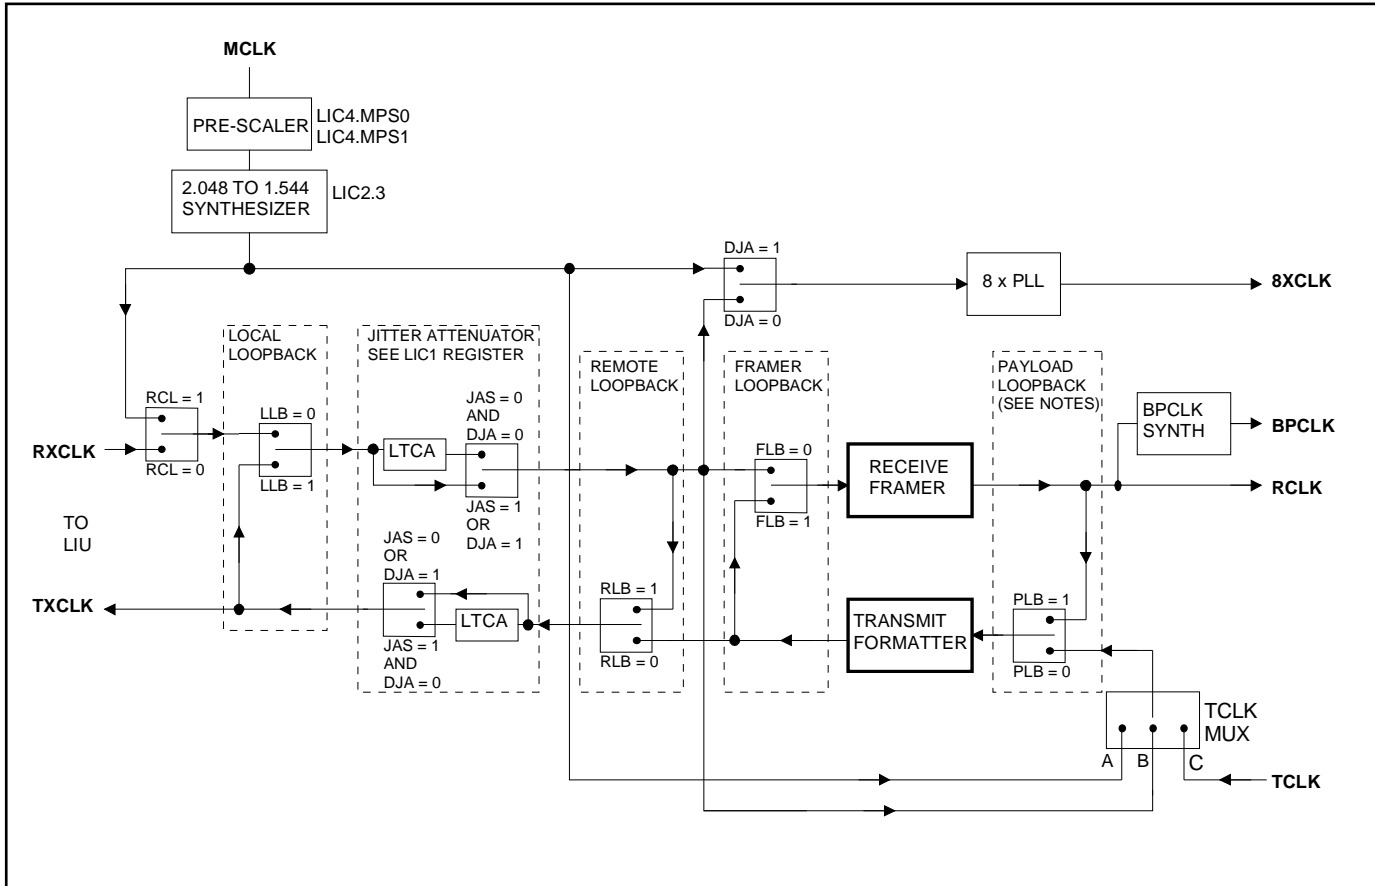 MCLK
PRE-SCALER
LIC4.MPS0
LIC4.MPS1
2.048 TO 1.544
SYNTHESIZER
LIC2.3
DJA = 1
8 x PLL
8XCLK
DJA = 0
LOCAL
LOOPBACK
JITTER ATTENUATOR
SEE LIC1 REGISTER
REMOTE
LOOPBACK
FRAMER
LOOPBACK
PAYLOAD
LOOPBACK
(SEE NOTES)
RCL = 1
RXCLK
RCL = 0
LLB = 0
LLB = 1
LTCA
JAS = 0
AND
DJA = 0
JAS = 1
OR
DJA = 1
FLB = 0
FLB = 1
RECEIVE
FRAMER
BPCLK
SYNTH
BPCLK
RCLK
TO
LIU
TXCLK
JAS = 0
OR
DJA = 1
LTCA
JAS = 1
AND
DJA = 0
RLB = 1
RLB = 0
TRANSMIT
FORMATTER
PLB = 1
PLB = 0
TCLK
MUX
A
B
C
TCLK